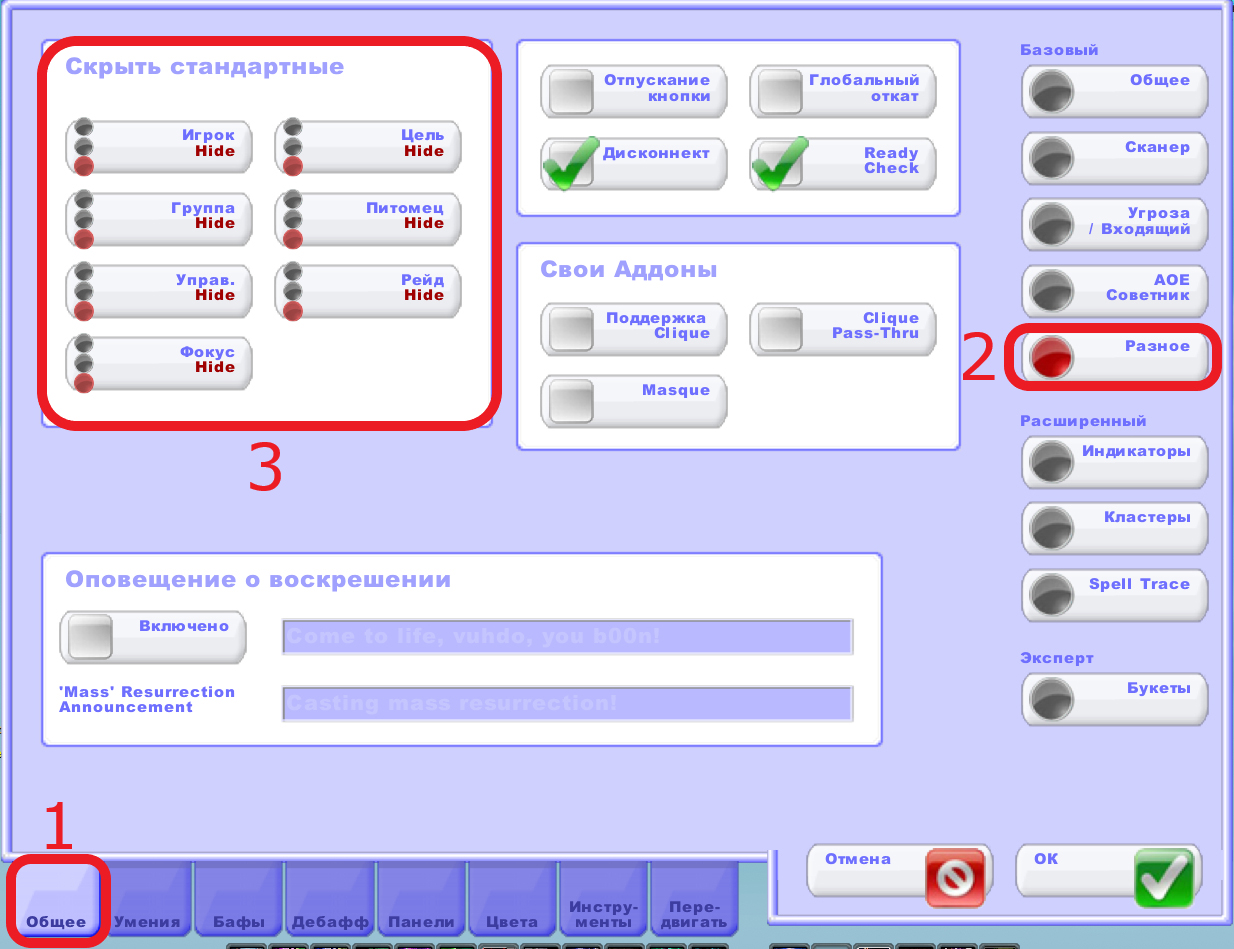 Скрыть стандартные
Игрок
Hide
Цель
Hide
Группа
Hide
Питомец
Hide
Управ.
Hide
Рейд
Hide
Фокус
Hide
3
Отпускание
кнопки
Глобальный
откат
Дисконнект
Ready
Check
Свои Аддоны
Поддержка
Clique
Clique
Pass-Thru
Masque
Базовый
Общее
Сканер
Угроза
/ Входящий
АОЕ
Советник
2
Разное
Расширенный
Индикаторы
Кластеры
Spell Trace
Эксперт
Букеты
Оповещение о воскрешении
Включено
Come to life, vuhdo, you b00n!
'Mass' Resurrection
Announcement
Casting mass resurrection!
1
Отмена
OK
Общее
Умения
Бафы
Дебафф
Панели
Цвета
Инстру-
менты
Пере-
двигать